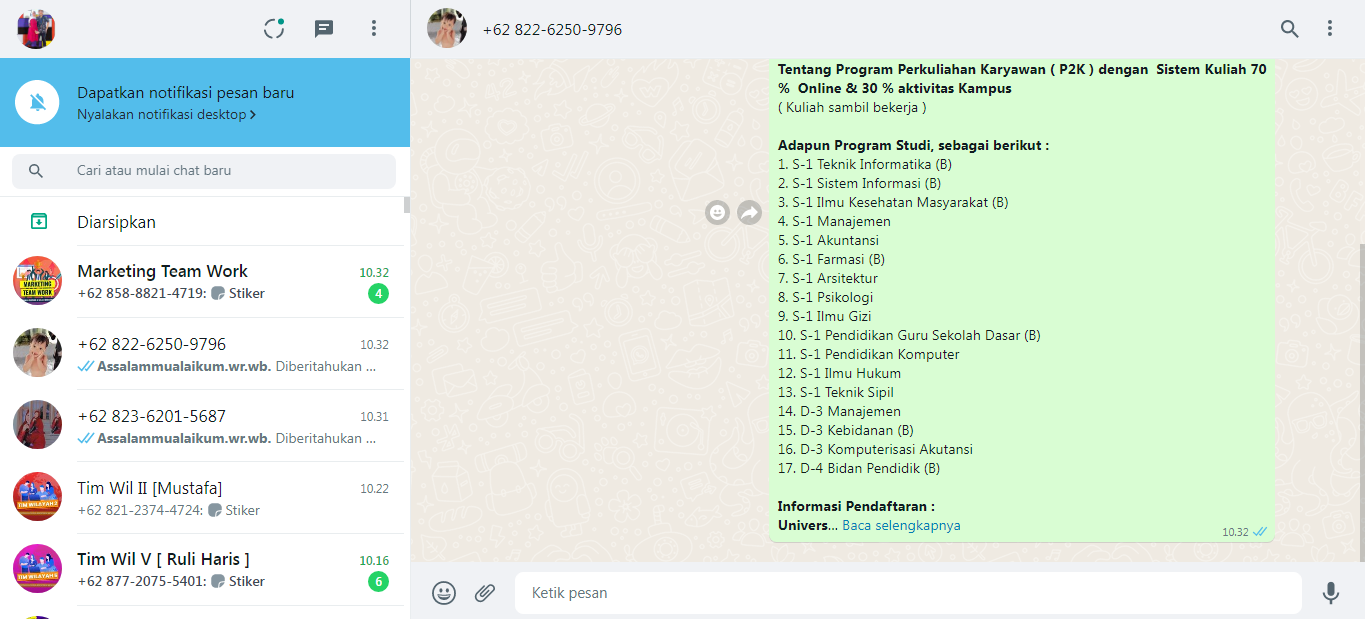 Dapatkan notifikasi pesan baru
Nyalakan notifikasi desktop >
Cari atau mulai chat baru
Diarsipkan
Marketing Team Work
10.32
+62 858-8821-4719: Stiker
4
+62 822-6250-9796
10.32
Assalammualaikum.wr.wb. Diberitahukan ...
+62 823-6201-5687
10.31
Assalammualaikum.wr.wb. Diberitahukan ...
Tim Wil II [Mustafa]
10.22
+62 821-2374-4724: Stiker
Tim Wil V [ Ruli Haris ]
10.16
+62 877-2075-5401: Stiker
6
MARKETING
TEAM WORK
+62 822-6250-9796
Tentang Program Perkuliahan Karyawan ( P2K ) dengan  Sistem Kuliah 70
%  Online & 30 % aktivitas Kampus
( Kuliah sambil bekerja )
Adapun Program Studi, sebagai berikut :
1. S-1 Teknik Informatika (B)
2. S-1 Sistem Informasi (B)
3. S-1 Ilmu Kesehatan Masyarakat (B)
4. S-1 Manajemen
5. S-1 Akuntansi
6. S-1 Farmasi (B)
7. S-1 Arsitektur
8. S-1 Psikologi
9. S-1 Ilmu Gizi
10. S-1 Pendidikan Guru Sekolah Dasar (B)
11. S-1 Pendidikan Komputer
12. S-1 Ilmu Hukum
13. S-1 Teknik Sipil
14. D-3 Manajemen
15. D-3 Kebidanan (B)
16. D-3 Komputerisasi Akutansi
17. D-4 Bidan Pendidik (B)
Informasi Pendaftaran :
Univers... Baca selengkapnya
10.32
Ketik pesan